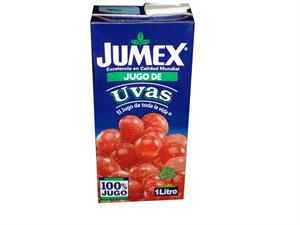 JUMEX
Excelencia en Calidad Mundial
JUGO DE
Uvas
El Jugo de toda la vida®
100%
JUGO
1Litro